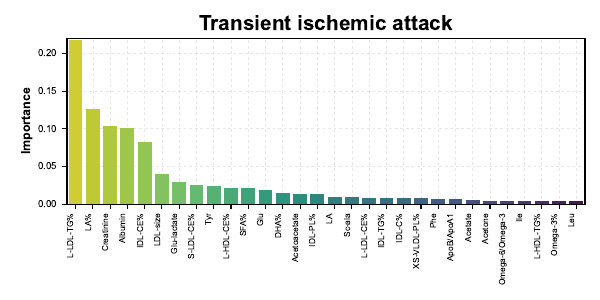 Transient ischemic attack
Importance
0.20
0.15
0.10
0.05
0.00
L-LDL-TG%
LA%
Creatinine
Albumin
IDL-CE%
LDL-size
Glu-lactate
S-LDL-CE%
Tyr
L-HDL-CE%
SFA%
Glu
DHA%
Acetoacetate
IDL-PL%
LA
L-LDL-CE%
IDL-TG%
IDL-C%
XS-VLDL-PL%
Phe
ApoB/ApoA1
Acetate
Acetone
Omega-6/Omega-3
Ile
L-HDL-TG%
Omega-3%
Leu